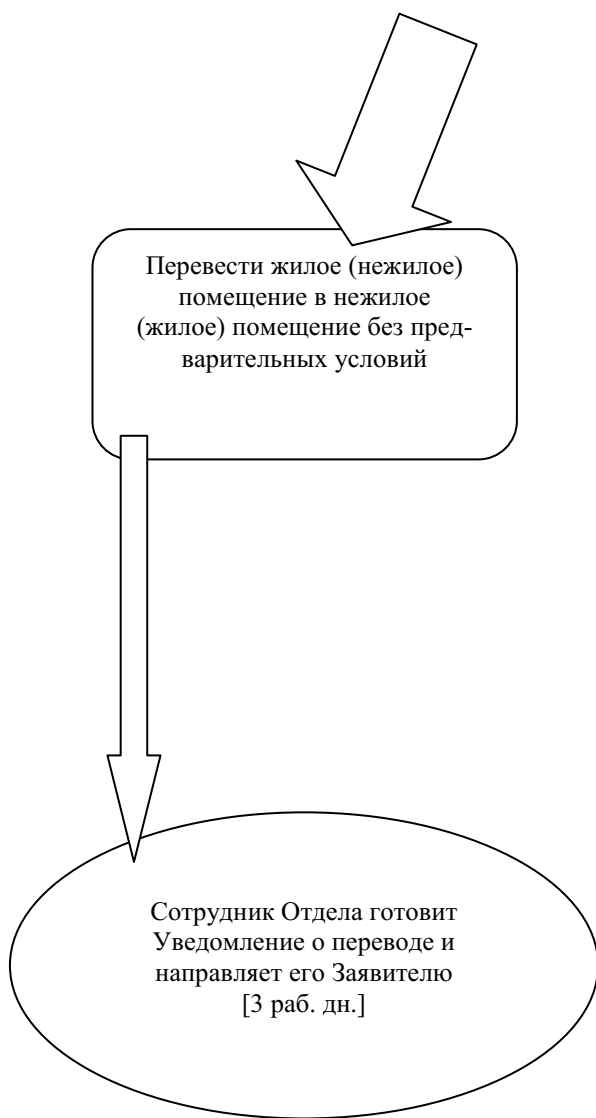 Перевести жилое (нежилое)
помещение в нежилое
(жилое) помещение без пред-
варительных условий
Сотрудник Отдела готовит
Уведомление о переводе и
направляет его Заявителю
[3 раб. дн.]